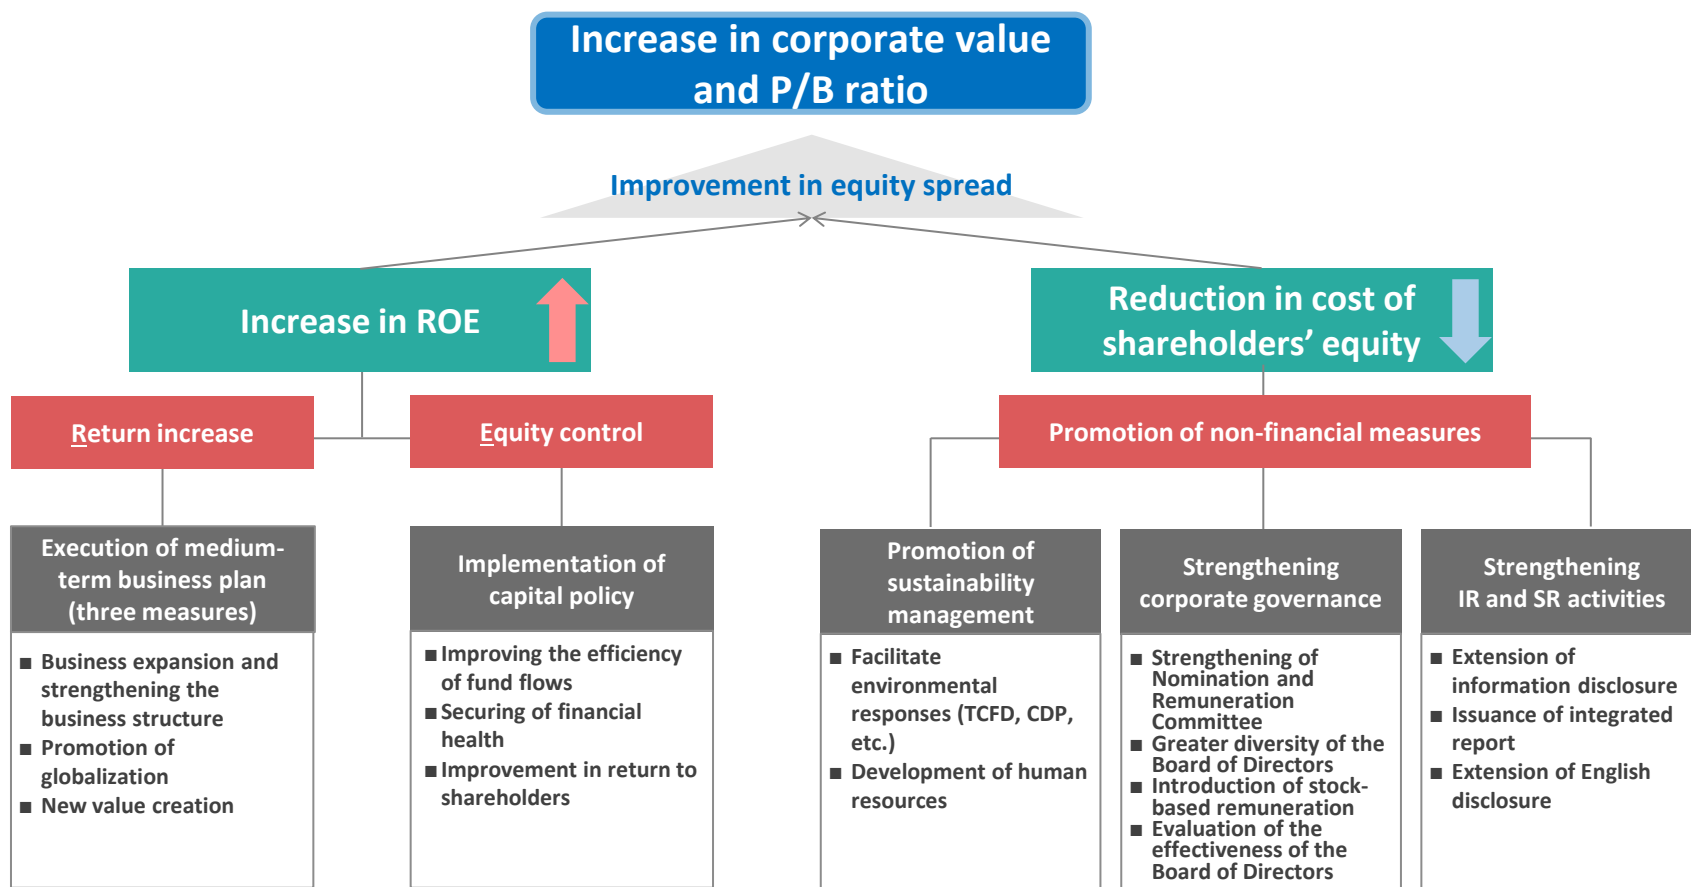 Increase in corporate value
and P/B ratio
Improvement in equity spread
Increase in ROE
Reduction in cost of
shareholders’ equity
Return increase
Equity control
Promotion of non-financial measures
Execution of medium-
term business plan
(three measures)
■ Business expansion and
strengthening the
business structure
■ Promotion of
globalization
■ New value creation
Implementation of
capital policy
■ Improving the efficiency
of fund flows
■ Securing of financial
health
■ Improvement in return to
shareholders
Promotion of
sustainability
management
■ Facilitate
environmental
responses (TCFD, CDP,
etc.)
■ Development of human
resources
Strengthening
corporate governance
■ Strengthening of
Nomination and
Remuneration
Committee
■ Greater diversity of the
Board of Directors
■ Introduction of stock-
based remuneration
■ Evaluation of the
effectiveness of the
Board of Directors
Strengthening
IR and SR activities
■ Extension of
information disclosure
■ Issuance of integrated
report
■ Extension of English
disclosure